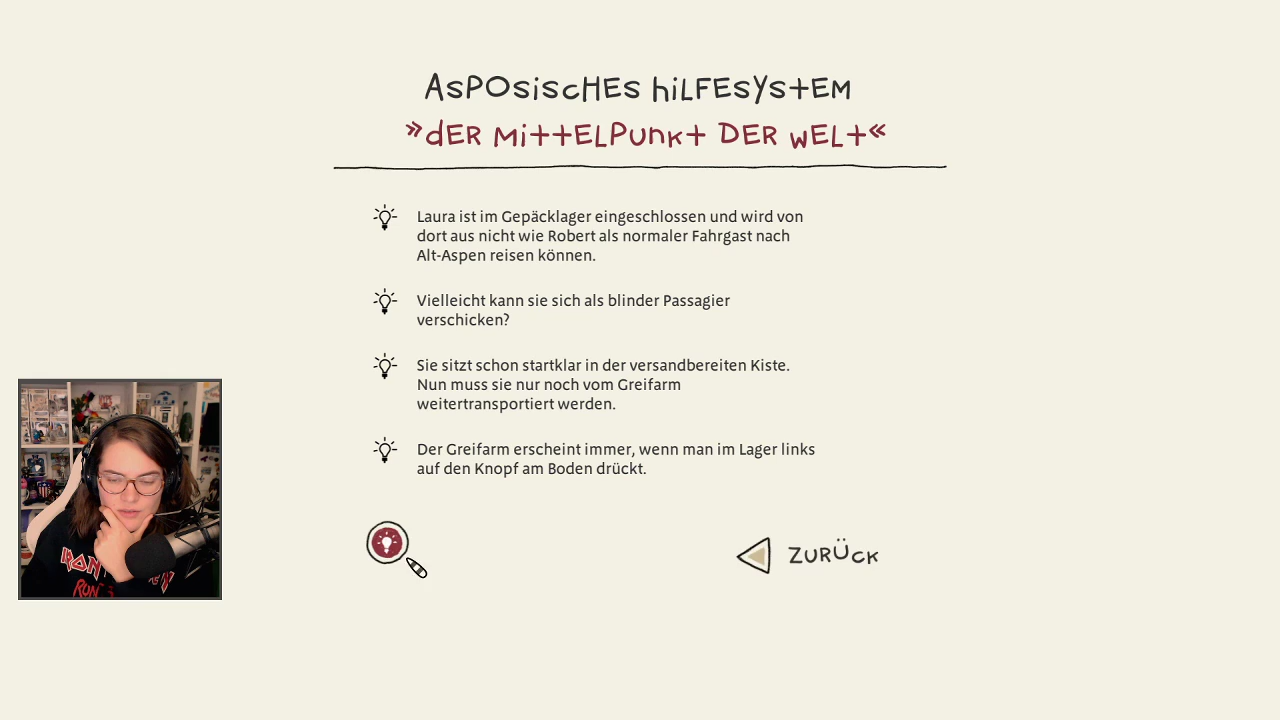 Asposisches Hilfesystem
»Der Mittelpunkt der Welt«
Laura ist im Gepäcklager eingeschlossen und wird von
dort aus nicht wie Robert als normaler Fahrgast nach
Alt-Aspen reisen können.
Vielleicht kann sie sich als blinder Passagier
verschicken?
Sie sitzt schon startklar in der versandbereiten Kiste.
Nun muss sie nur noch vom Greifarm
weitertransportiert werden.
Der Greifarm erscheint immer, wenn man im Lager links
auf den Knopf am Boden drückt.
Zurück
IRON
RUN